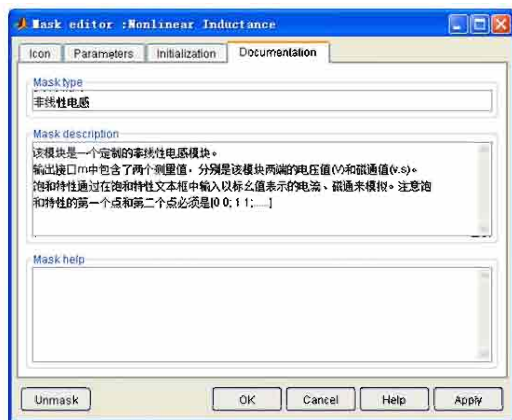 Mask editor :Nonlinear Inductance
Icon Parameters Initialization Documentation
Mask type
非线性电感
Mask description
该模块是一个定制的非线性电感模块。
输出接口m中包含了两个测量值，分别是该模块两端的电压值(V)和磁通值(v.s)。
饱和特性通过在饱和特性文本框中输入以标幺值表示的电流、磁通来模拟。注意饱
和特性的第一个点和第二个点必须是[0 0; 1 1;.....]
Mask help
Unmask OK Cancel Help Apply